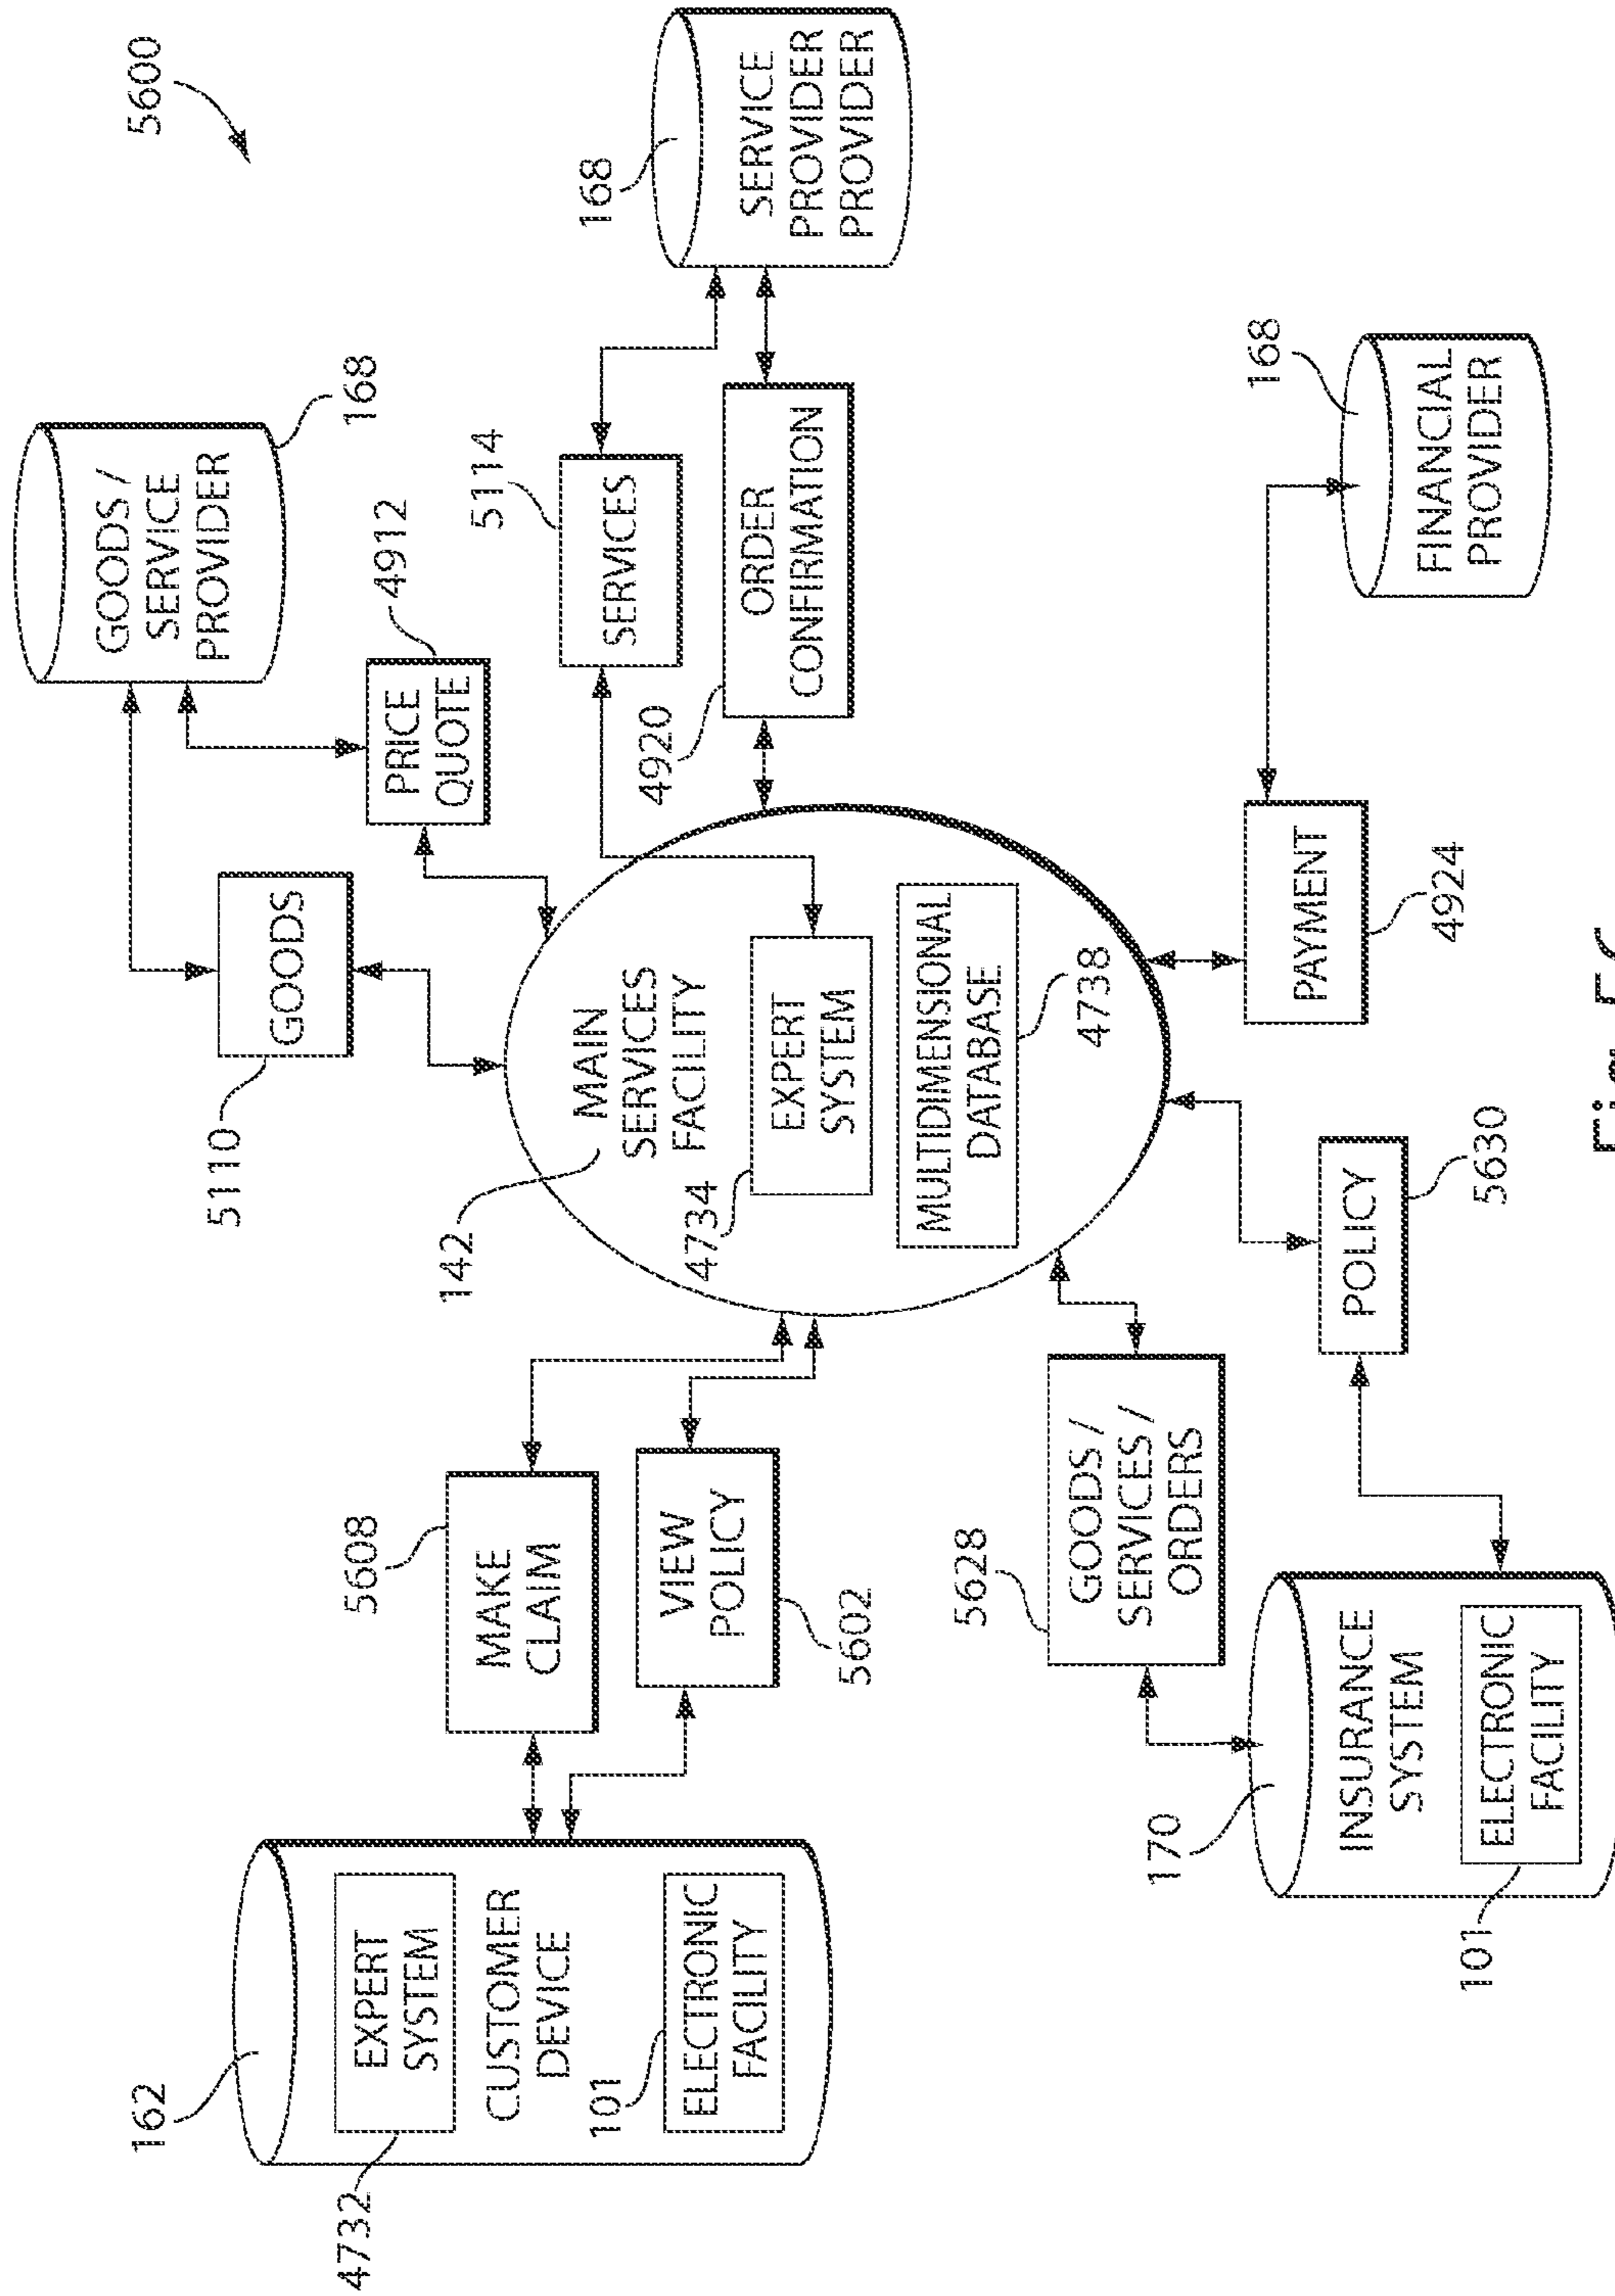 5600
162
EXPERT
SYSTEM
4732
CUSTOMER
DEVICE
101
ELECTRONIC
FACILITY
5608
MAKE
CLAIM
VIEW
POLICY
5602
5110
GOODS
GOODS /
SERVICE
PROVIDER
168
PRICE
QUOTE
4912
142
MAIN
SERVICES
FACILITY
4734
EXPERT
SYSTEM
MULTIDIMENSIONAL
DATABASE
4738
5114
SERVICES
4920
ORDER
CONFIRMATION
168
SERVICE
PROVIDER
PROVIDER
5628
GOODS /
SERVICES /
ORDERS
170
INSURANCE
SYSTEM
ELECTRONIC
FACILITY
101
POLICY
5630
PAYMENT
4924
168
FINANCIAL
PROVIDER